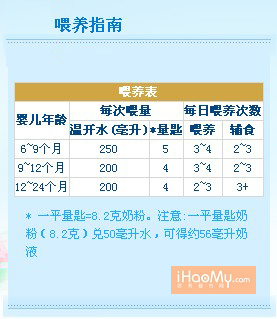 喂养指南
喂养表
婴儿年龄 每次喂量 每日喂养次数
温开水(毫升) *量匙 喂养 辅食
6~9个月 250 5 3~4 2~3
9~12个月 200 4 3~4 2~3
12~24个月 200 4 2~3 3+
* 一平量匙=8.2克奶粉。注意:一平量匙奶
粉（8.2克）兑50毫升水，可得约56毫升奶
液
iHaoMy.com